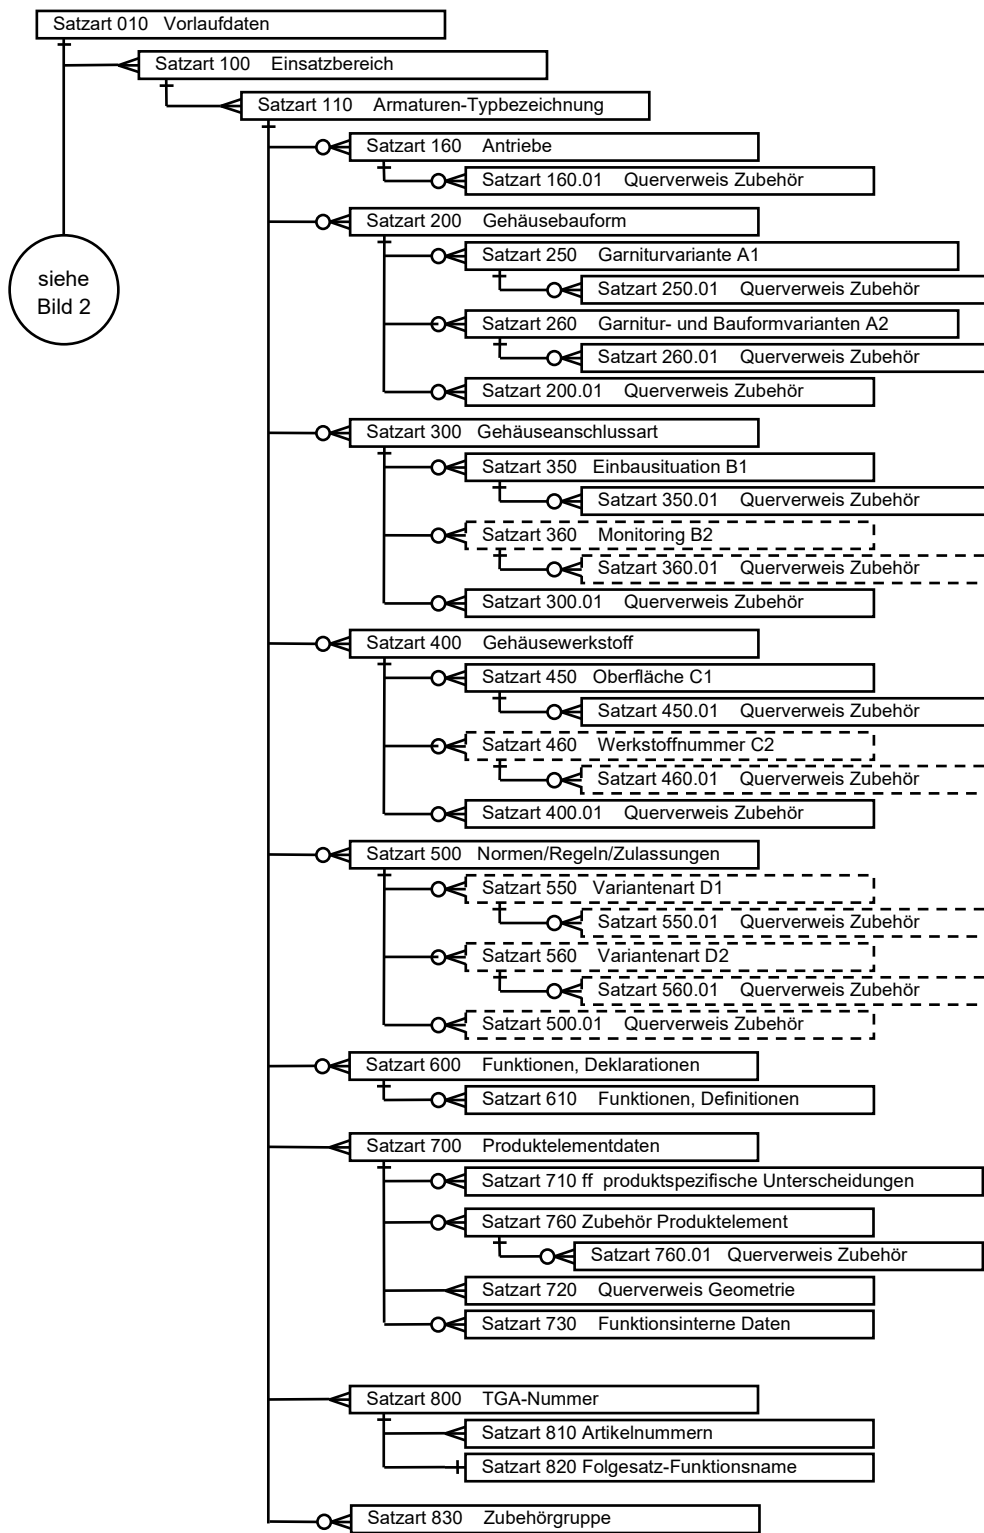 Satzart 010 Vorlaufdaten
Satzart 100 Einsatzbereich
Satzart 110 Armaturen-Typbezeichnung
Satzart 160 Antriebe
Satzart 160.01 Querverweis Zubehör
Satzart 200 Gehäusebauform
Satzart 250 Garniturvariante A1
siehe
Bild 2
Satzart 250.01 Querverweis Zubehör
Satzart 260 Garnitur- und Bauformvarianten A2
Satzart 260.01 Querverweis Zubehör
Satzart 200.01 Querverweis Zubehör
Satzart 300 Gehäuseanschlussart
Satzart 350 Einbausituation B1
Satzart 350.01 Querverweis Zubehör
Satzart 360 Monitoring B2
Satzart 360.01 Querverweis Zubehör
Satzart 300.01 Querverweis Zubehör
Satzart 400 Gehäusewerkstoff
Satzart 450 Oberfläche C1
Satzart 450.01 Querverweis Zubehör
Satzart 460 Werkstoffnummer C2
Satzart 460.01 Querverweis Zubehör
Satzart 400.01 Querverweis Zubehör
Satzart 500 Normen/Regeln/Zulassungen
Satzart 550 Variantenart D1
Satzart 550.01 Querverweis Zubehör
Satzart 560 Variantenart D2
Satzart 560.01 Querverweis Zubehör
Satzart 500.01 Querverweis Zubehör
Satzart 600 Funktionen, Deklarationen
Satzart 610 Funktionen, Definitionen
Satzart 700 Produktelementdaten
Satzart 710 ff produktspezifische Unterscheidungen
Satzart 760 Zubehör Produktelement
Satzart 760.01 Querverweis Zubehör
Satzart 720 Querverweis Geometrie
Satzart 730 Funktionsinterne Daten
Satzart 800 TGA-Nummer
Satzart 810 Artikelnummern
Satzart 820 Folgesatz-Funktionsname
Satzart 830 Zubehörgruppe